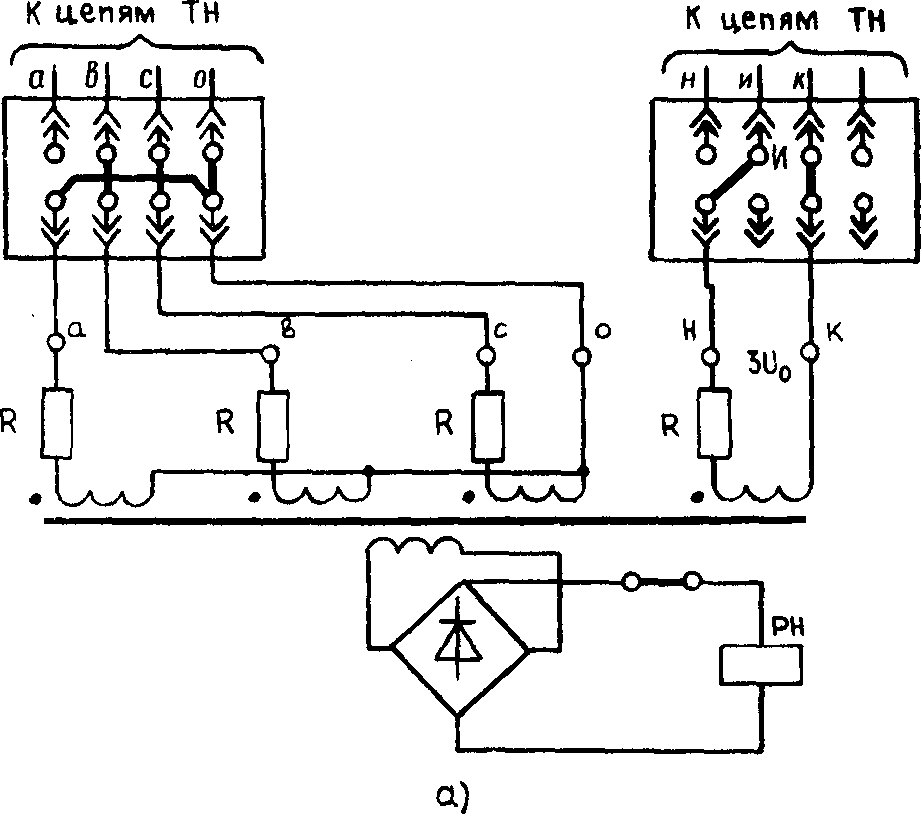 К цепям ТН
К цепям ТН
а в с о
н и к
И
а
в
с
о
н
к
3U₀
R
R
R
R
РН
а)